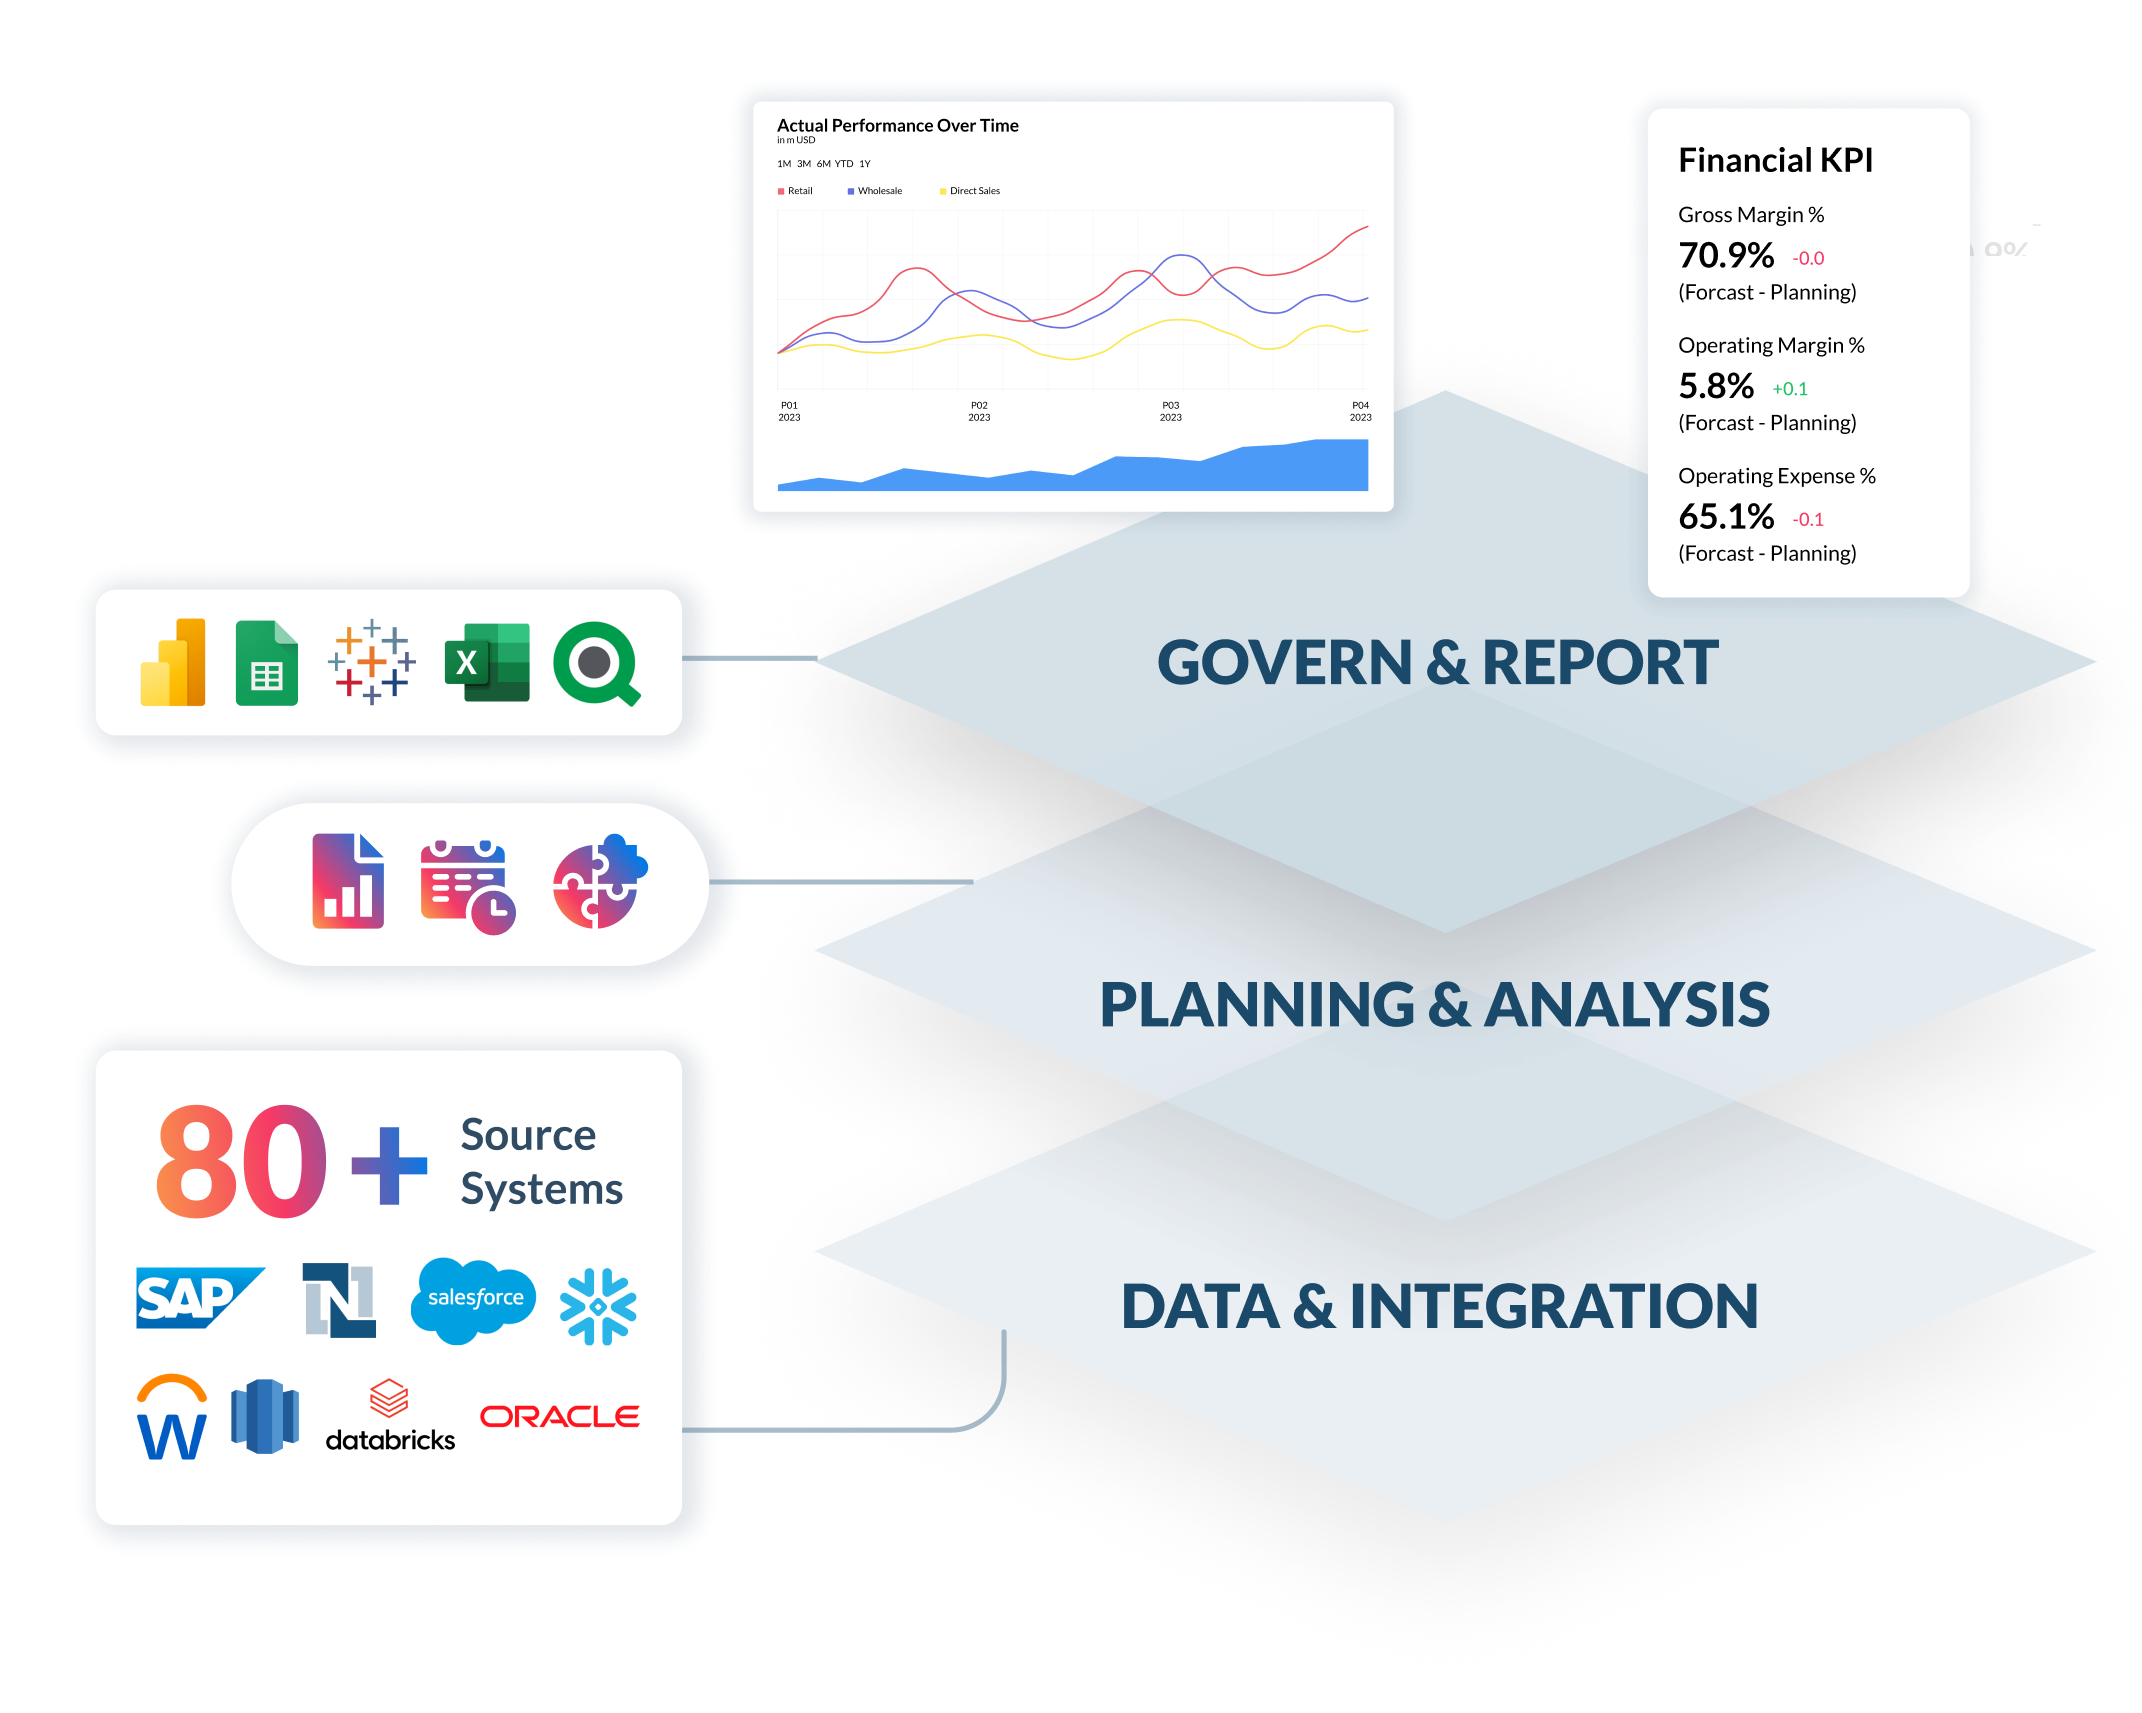 Actual Performance Over Time
in m USD
1M 3M 6M YTD 1Y
Retail Wholesale Direct Sales
P01 P02 P03 P04
2023 2023 2023 2023
Financial KPI
Gross Margin %
70.9% -0.0
(Forcast - Planning)
Operating Margin %
5.8% +0.1
(Forcast - Planning)
Operating Expense %
65.1% -0.1
(Forcast - Planning)
X
GOVERN & REPORT
PLANNING & ANALYSIS
80+ Source
Systems
SAP N salesforce
W databricks ORACLE
DATA & INTEGRATION